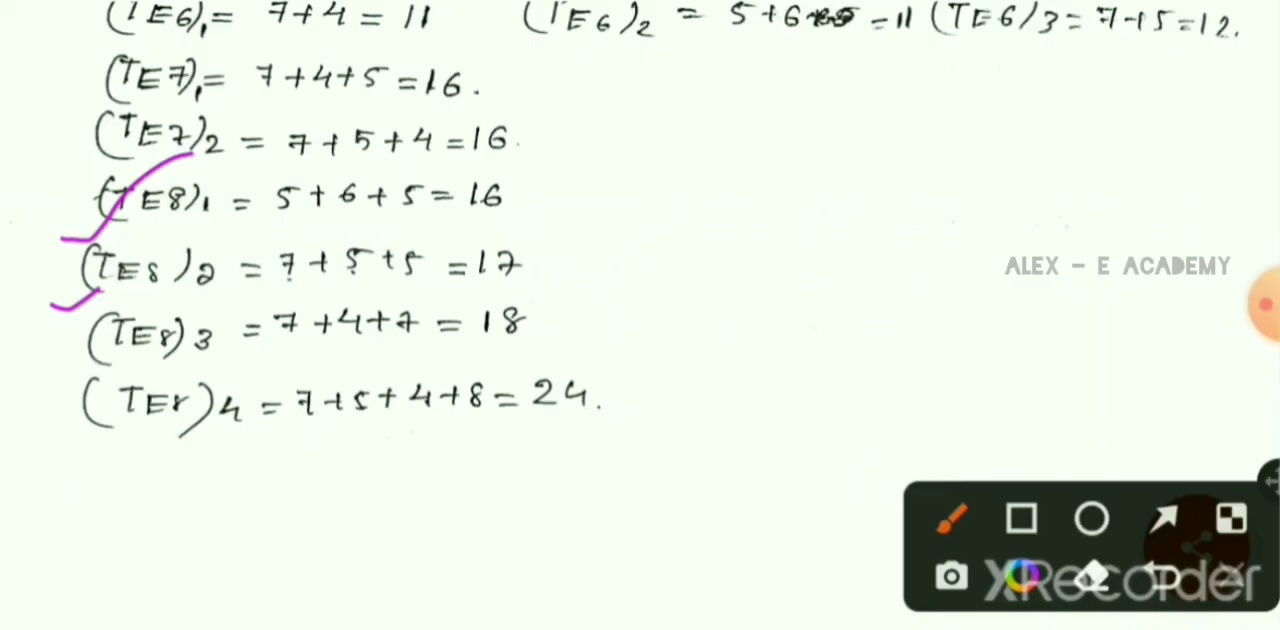 (TE6)1 = 7+4 = 11 (TE6)2 = 5+6 = 11 (TE6)3 = 7+5 = 12.
(TE7)1 = 7+4+5 = 16.
(TE7)2 = 7+5+4 = 16.
(TE8)1 = 5+6+5 = 16
(TE8)2 = 7+5+5 = 17
ALEX - E ACADEMY
(TE8)3 = 7+4+7 = 18
(TE8)4 = 7+5+4+8 = 24.
XRecorder